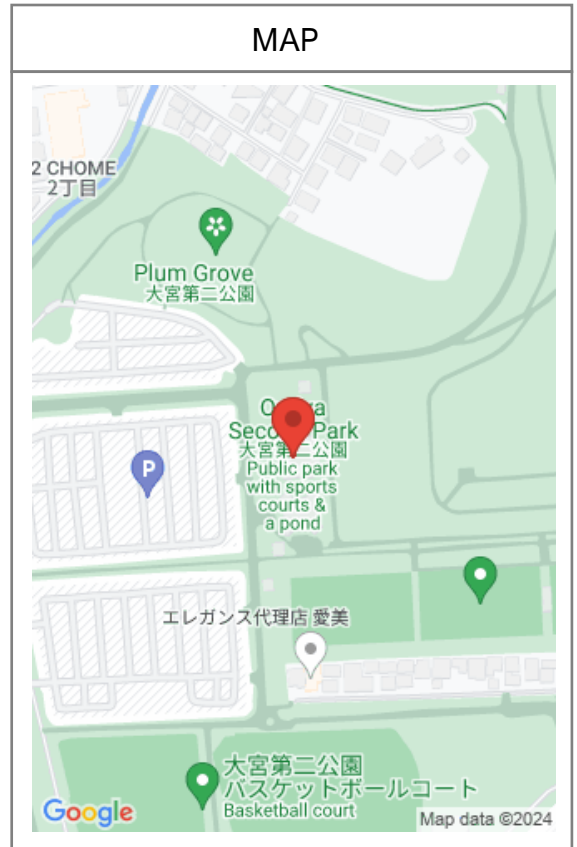 MAP
2 CHOME
2丁目
Plum Grove
大宮第二公園
Park
大宮第二公園
Public park
with sports
courts &
a pond
P
エレガンス代理店 愛美
大宮第二公園
バスケットボールコート
Basketball court
Google
Map data ©2024